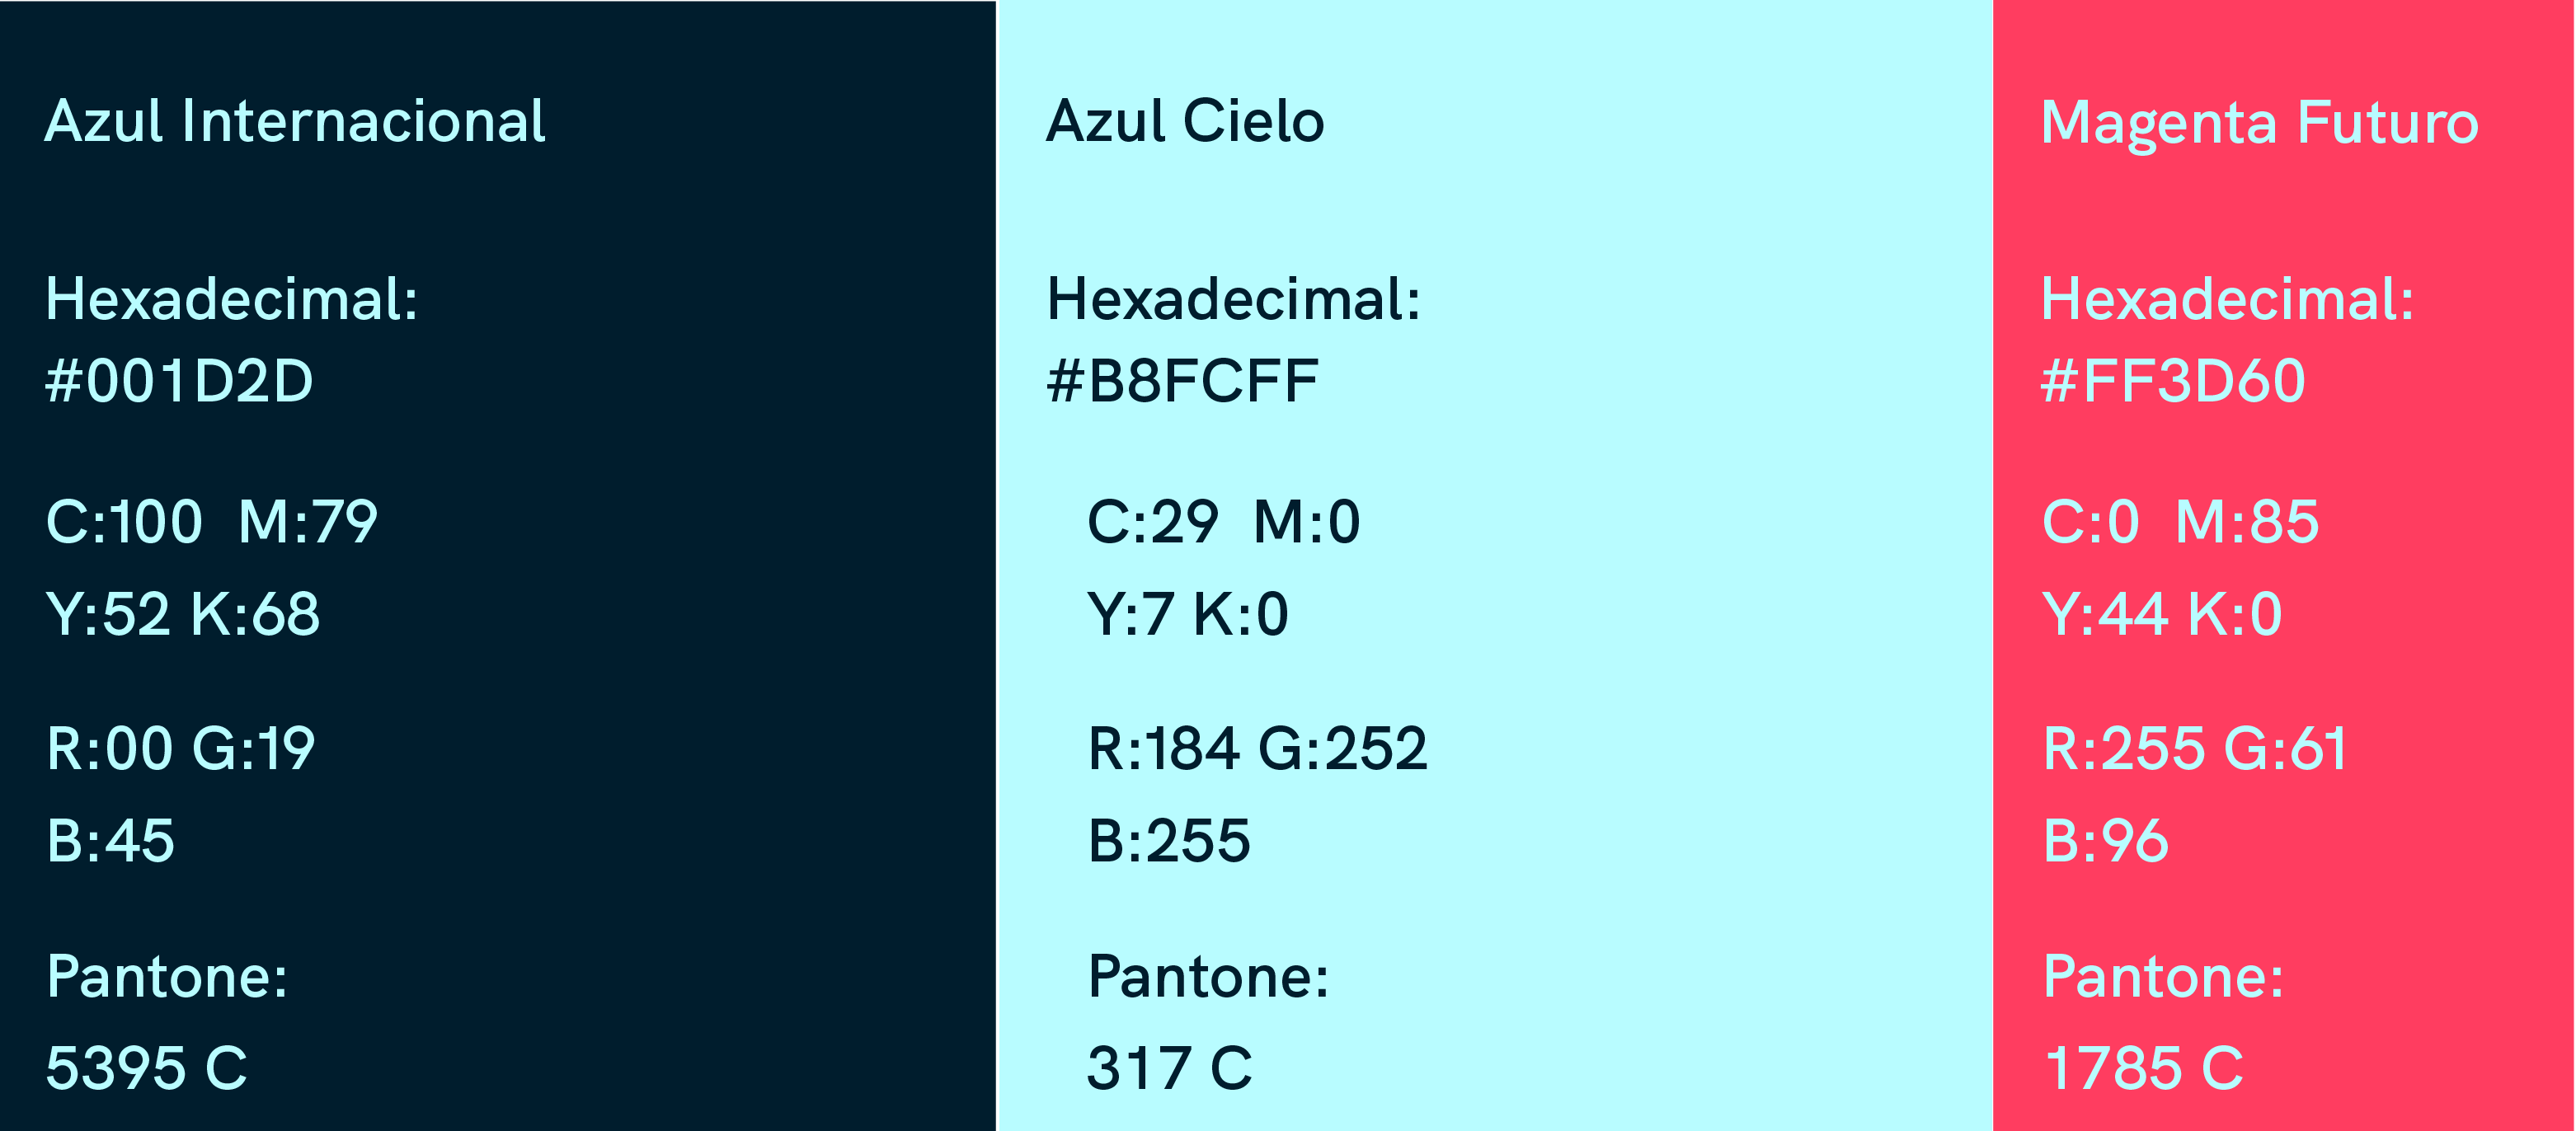 Azul Internacional
Hexadecimal:
#001D2D
C:100 M:79
Y:52 K:68
R:00 G:19
B:45
Pantone:
5395 C
Azul Cielo
Hexadecimal:
#B8FCFF
C:29 M:0
Y:7 K:0
R:184 G:252
B:255
Pantone:
317 C
Magenta Futuro
Hexadecimal:
#FF3D60
C:0 M:85
Y:44 K:0
R:255 G:61
B:96
Pantone:
1785 C